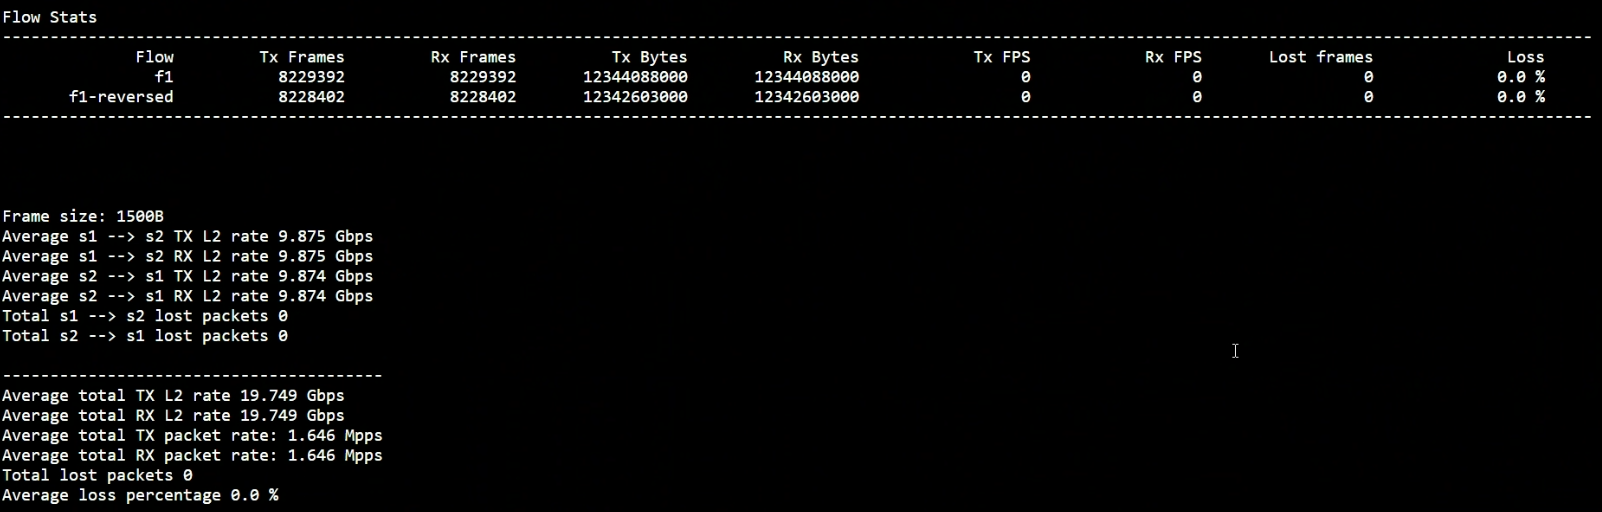 Flow Stats
Flow Tx Frames Rx Frames Tx Bytes Rx Bytes Tx FPS Rx FPS Lost frames Loss
f1 8229392 8229392 12344088000 12344088000 0 0 0 0.0 %
f1-reversed 8228402 8228402 12342603000 12342603000 0 0 0 0.0 %
Frame size: 1500B
Average s1 --> s2 TX L2 rate 9.875 Gbps
Average s1 --> s2 RX L2 rate 9.875 Gbps
Average s2 --> s1 TX L2 rate 9.874 Gbps
Average s2 --> s1 RX L2 rate 9.874 Gbps
Total s1 --> s2 lost packets 0
Total s2 --> s1 lost packets 0
----------------------------------------
Average total TX L2 rate 19.749 Gbps
Average total RX L2 rate 19.749 Gbps
Average total TX packet rate: 1.646 Mpps
Average total RX packet rate: 1.646 Mpps
Total lost packets 0
Average loss percentage 0.0 %